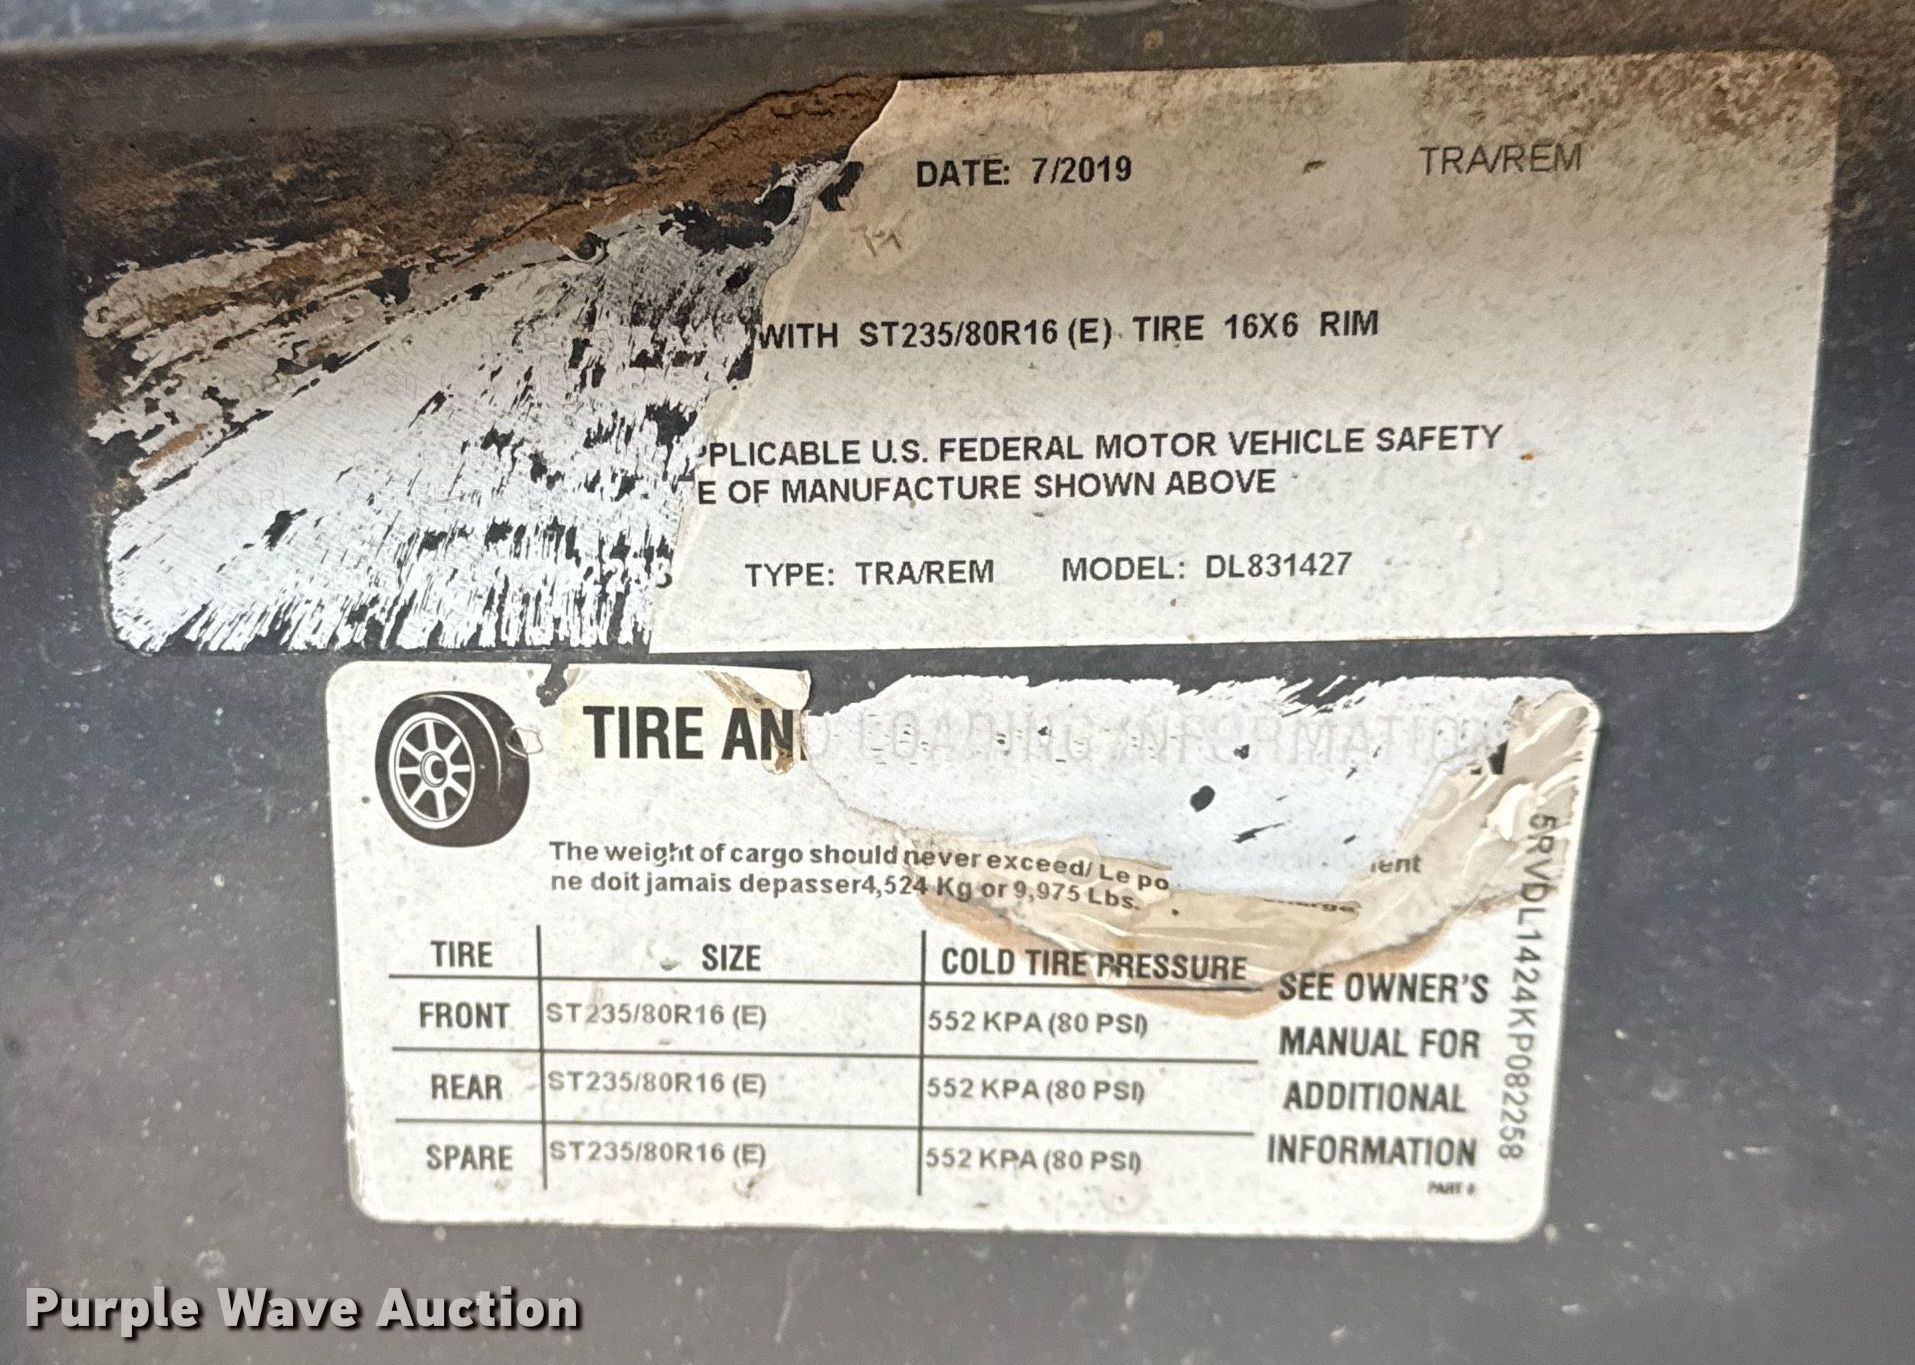 DATE: 7/2019 TRA/REM
WITH ST235/80R16 (E) TIRE 16X6 RIM
PPLICABLE U.S. FEDERAL MOTOR VEHICLE SAFETY
E OF MANUFACTURE SHOWN ABOVE
TYPE: TRA/REM MODEL: DL831427
TIRE AND LOADING INFORMATION
The weight of cargo should never exceed/ Le po
ne doit jamais depasser4,524 Kg or 9,975 Lbs.
TIRE SIZE COLD TIRE PRESSURE
FRONT ST235/80R16 (E) 552 KPA (80 PSI)
REAR ST235/80R16 (E) 552 KPA (80 PSI)
SPARE ST235/80R16 (E) 552 KPA (80 PSI)
SEE OWNER'S
MANUAL FOR
ADDITIONAL
INFORMATION
PART #
5RVDL1424KP082258
Purple Wave Auction